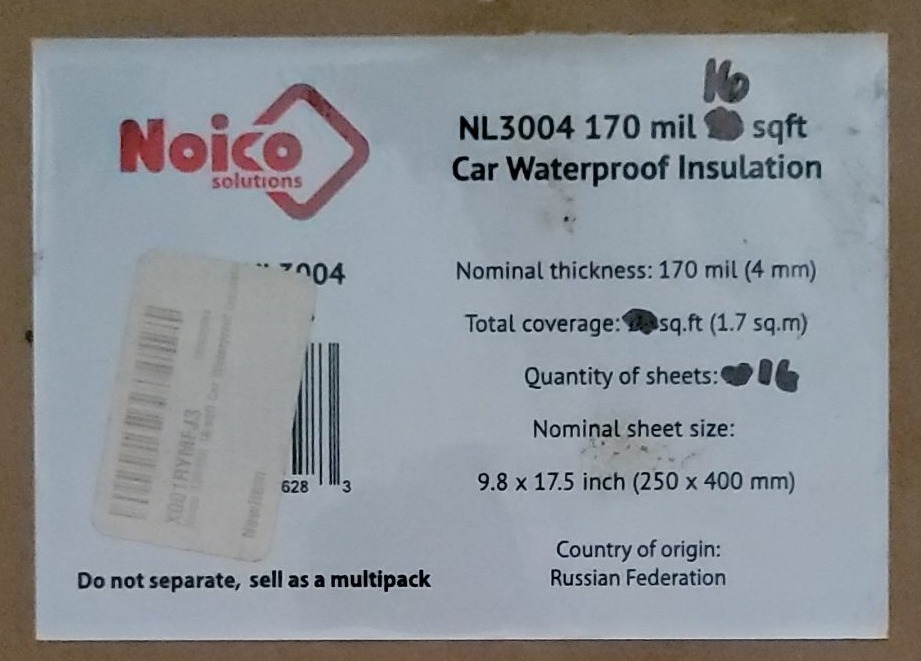 Noico
solutions
16
NL3004 170 mil sqft
Car Waterproof Insulation
Nominal thickness: 170 mil (4 mm)
Total coverage: sq.ft (1.7 sq.m)
Quantity of sheets: 16
Nominal sheet size:
9.8 x 17.5 inch (250 x 400 mm)
Country of origin:
Russian Federation
3004
628 3
Do not separate, sell as a multipack